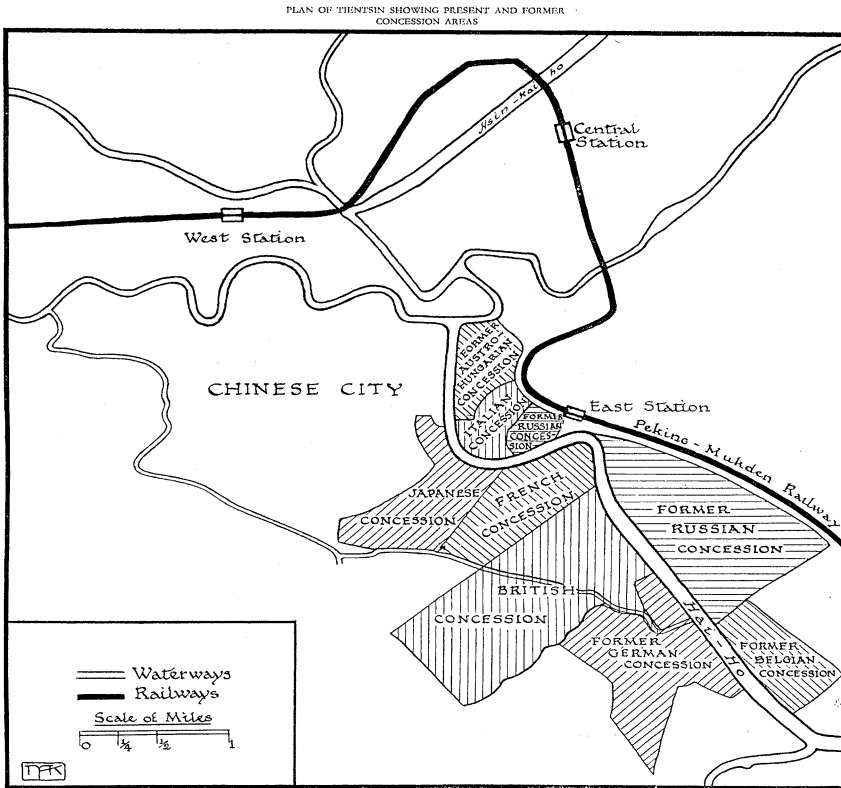 PLAN OF TIENTSIN SHOWING PRESENT AND FORMER
CONCESSION AREAS
Hsin-Kai ho
Central
Station
West Station
FORMER
AUSTRO-
HUNGARIAN
CONCESSION
CHINESE CITY
ITALIAN
CONCESSION
East Station
FORMER
RUSSIAN
CONCES-
SION
Peking-Mukden Railway
JAPANESE
CONCESSION
FRENCH
CONCESSION
FORMER
RUSSIAN
CONCESSION
BRITISH
CONCESSION
Hai-Ho
FORMER
GERMAN
CONCESSION
FORMER
BELGIAN
CONCESSION
Waterways
Railways
Scale of Miles
0 1/4 1/2 1